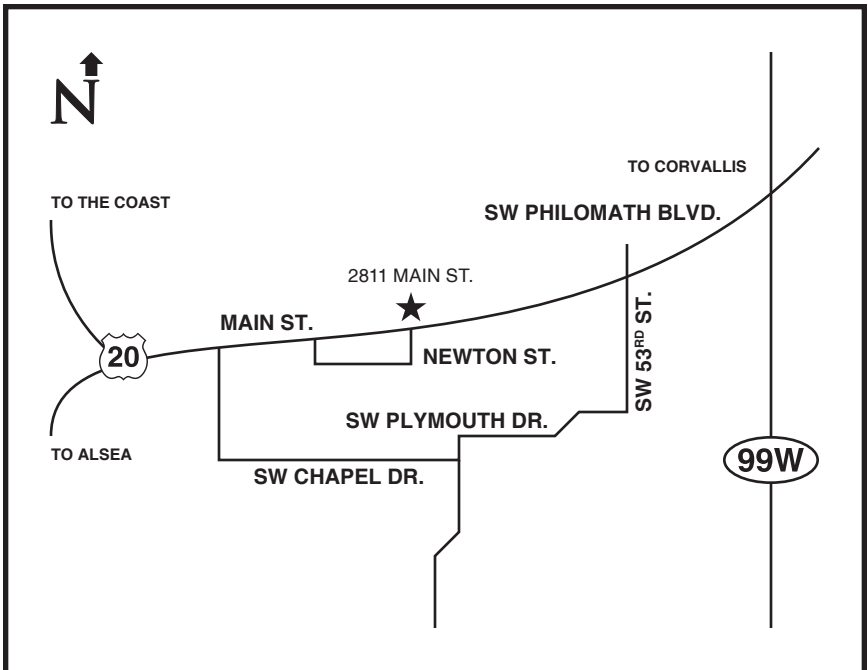 N
TO CORVALLIS
TO THE COAST
SW PHILOMATH BLVD.
2811 MAIN ST.
MAIN ST.
20
NEWTON ST.
SW 53RD ST.
SW PLYMOUTH DR.
TO ALSEA
SW CHAPEL DR.
99W